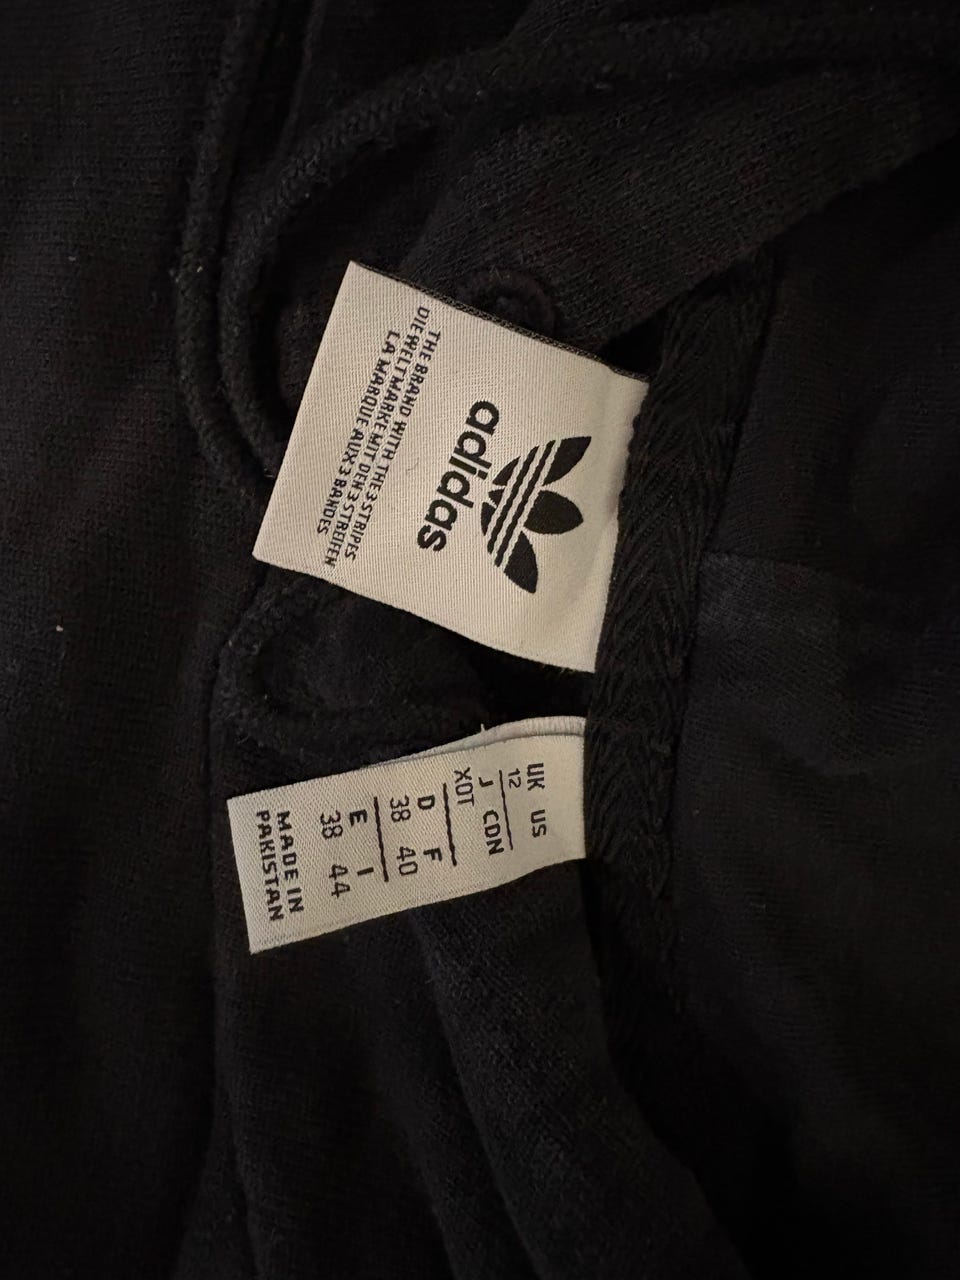 adidas
THE BRAND WITH THE 3 STRIPES
DIE WELTMARKE MIT DEN 3 STREIFEN
LA MARQUE AUX 3 BANDES
UK US
12
J CDN
XOT
D F
38 40
E I
38 44
MADE IN
PAKISTAN